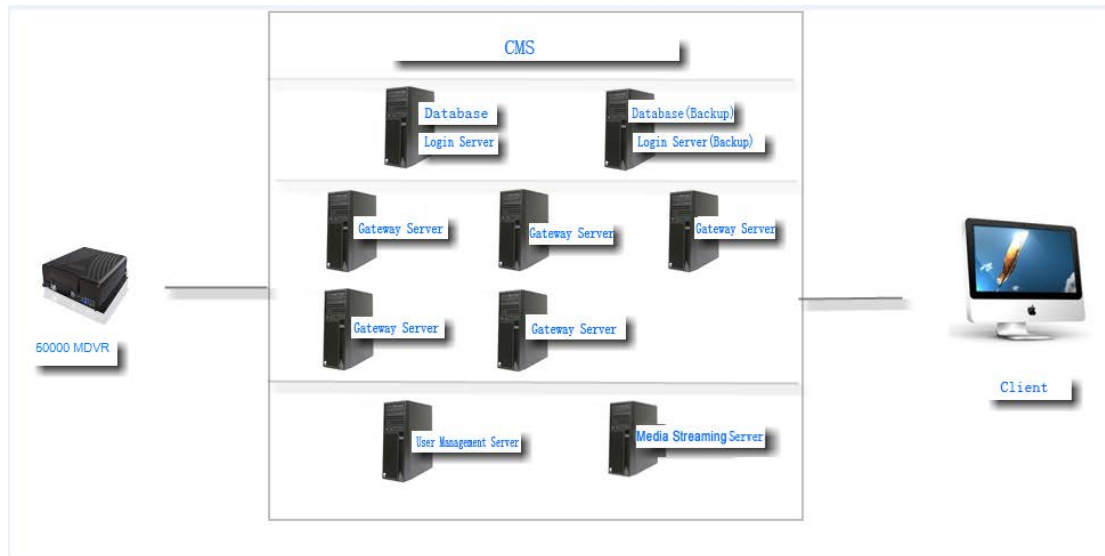 CMS
Database
Login Server
Database(Backup)
Login Server(Backup)
Gateway Server
Gateway Server
Gateway Server
Gateway Server
Gateway Server
50000 MDVR
Client
User Management Server
Media Streaming Server